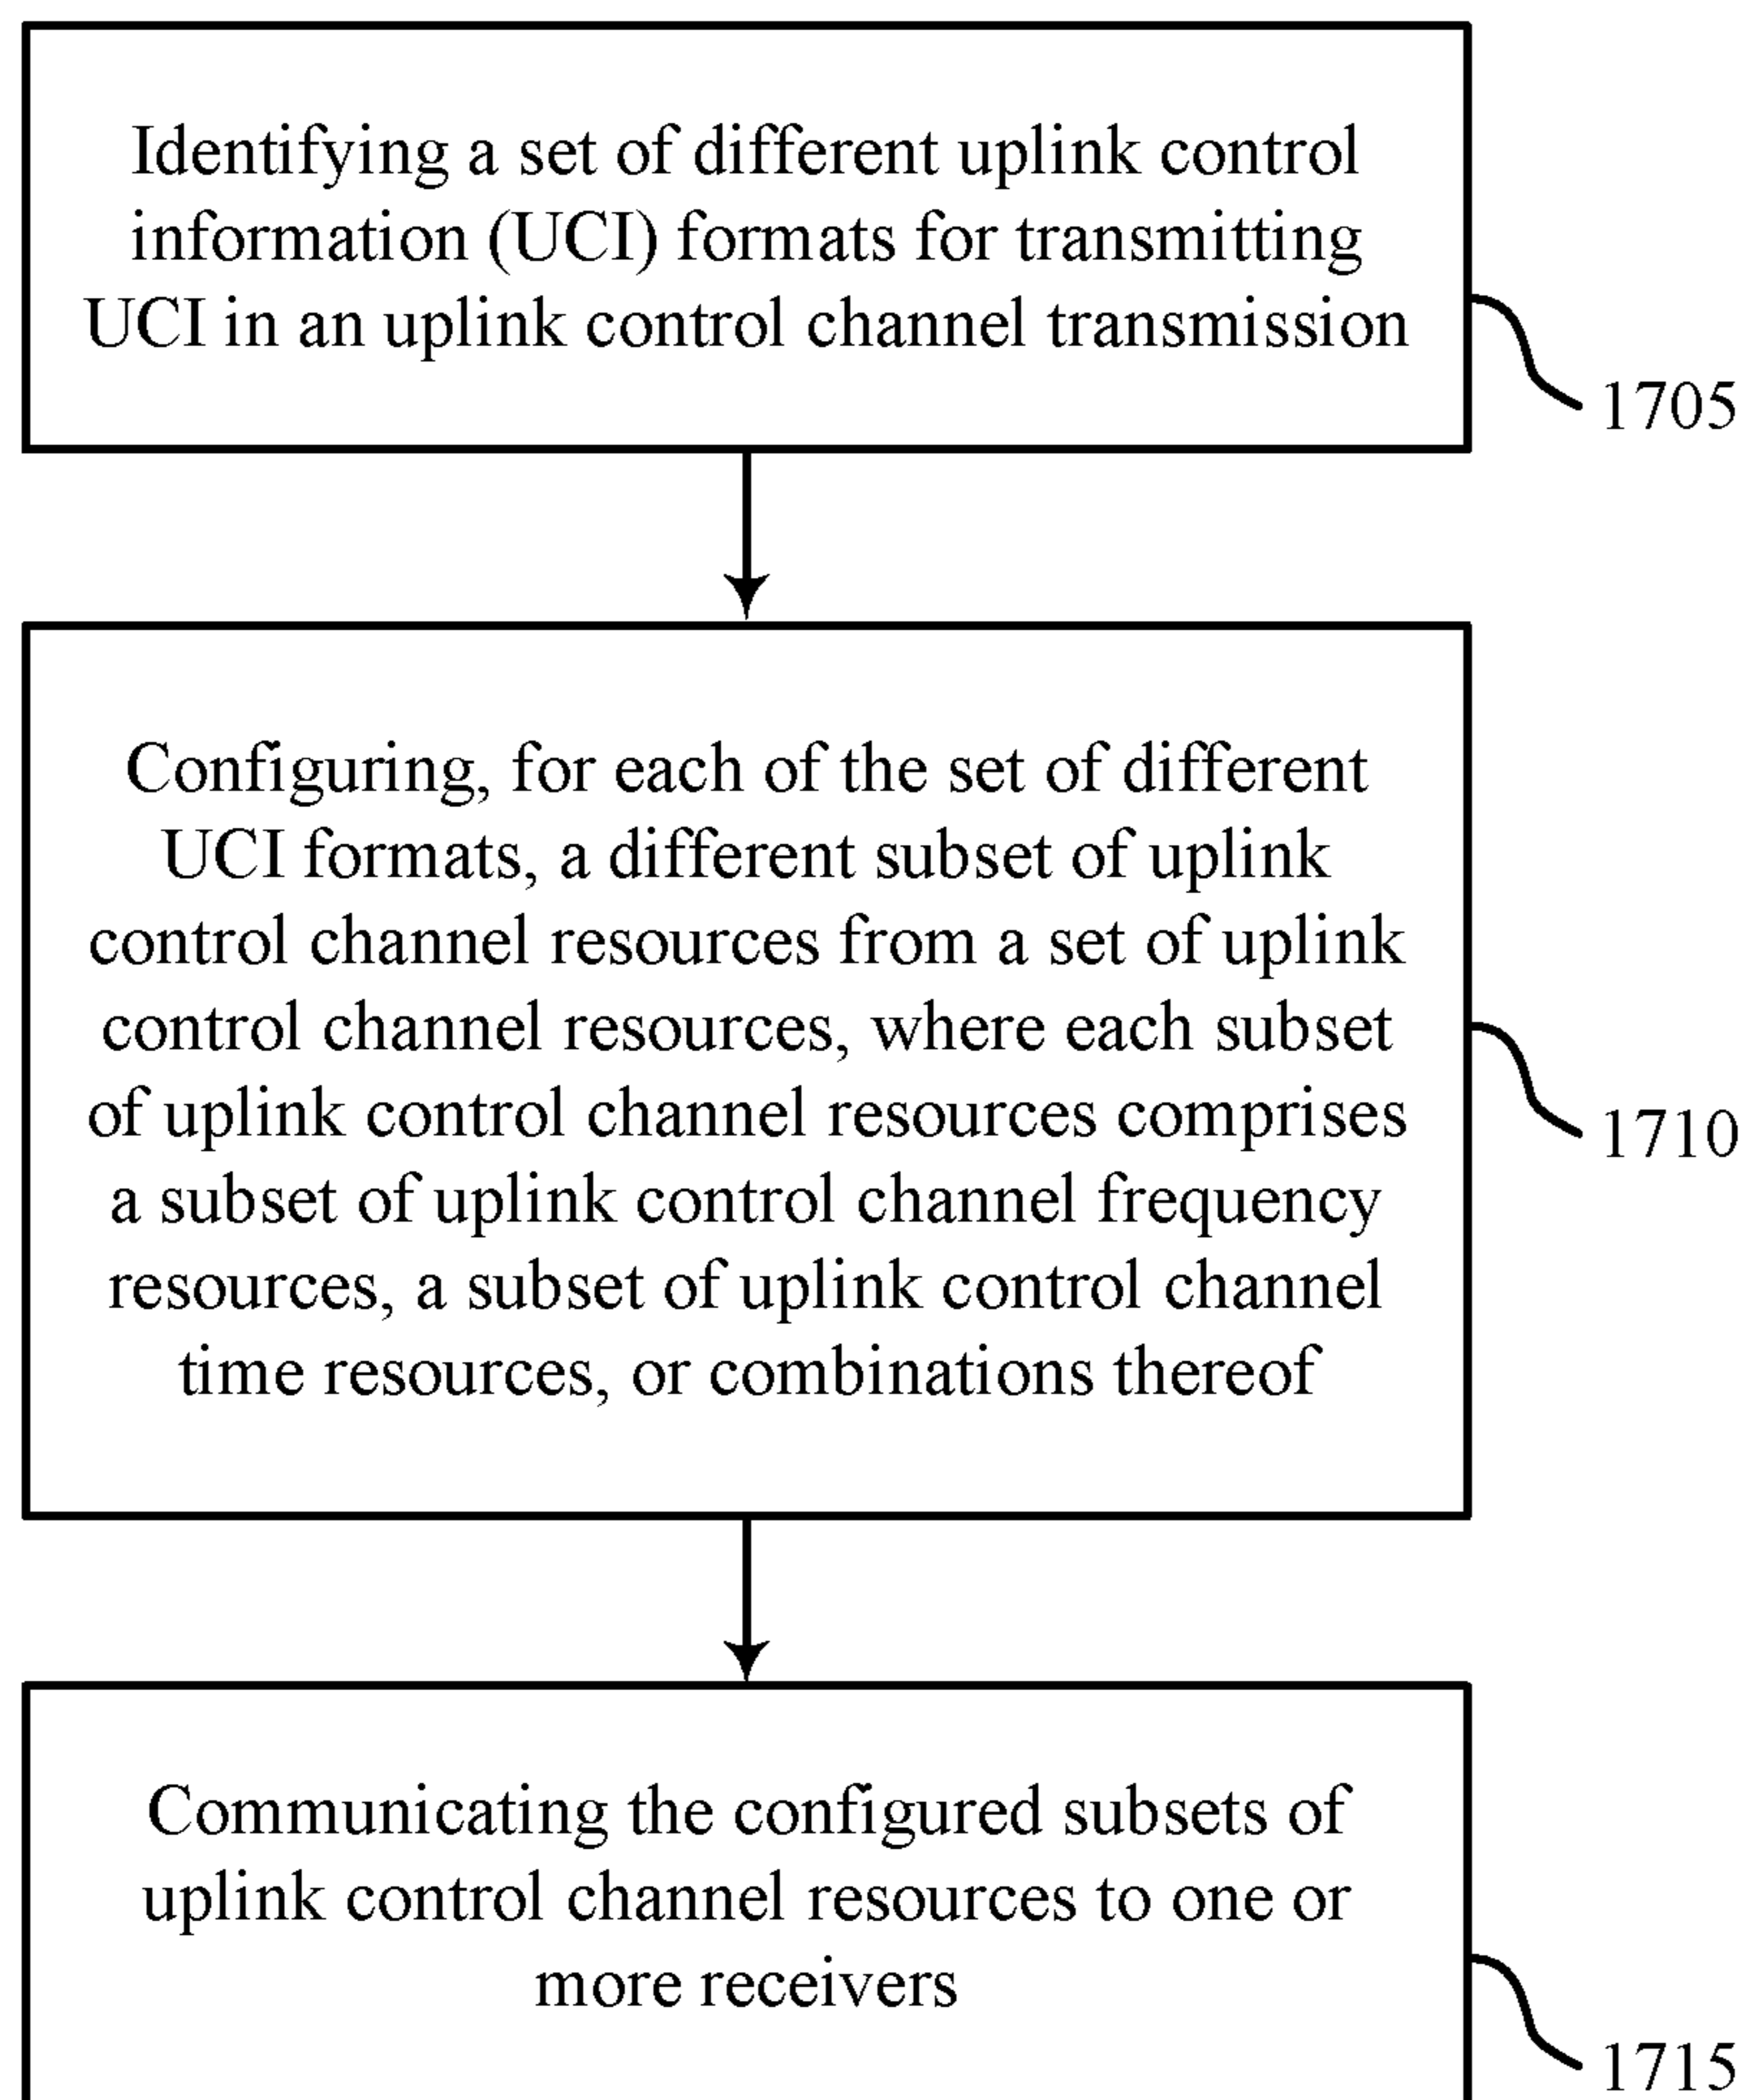 Identifying a set of different uplink control
information (UCI) formats for transmitting
UCI in an uplink control channel transmission
1705
Configuring, for each of the set of different
UCI formats, a different subset of uplink
control channel resources from a set of uplink
control channel resources, where each subset
of uplink control channel resources comprises
a subset of uplink control channel frequency
resources, a subset of uplink control channel
time resources, or combinations thereof
1710
Communicating the configured subsets of
uplink control channel resources to one or
more receivers
1715